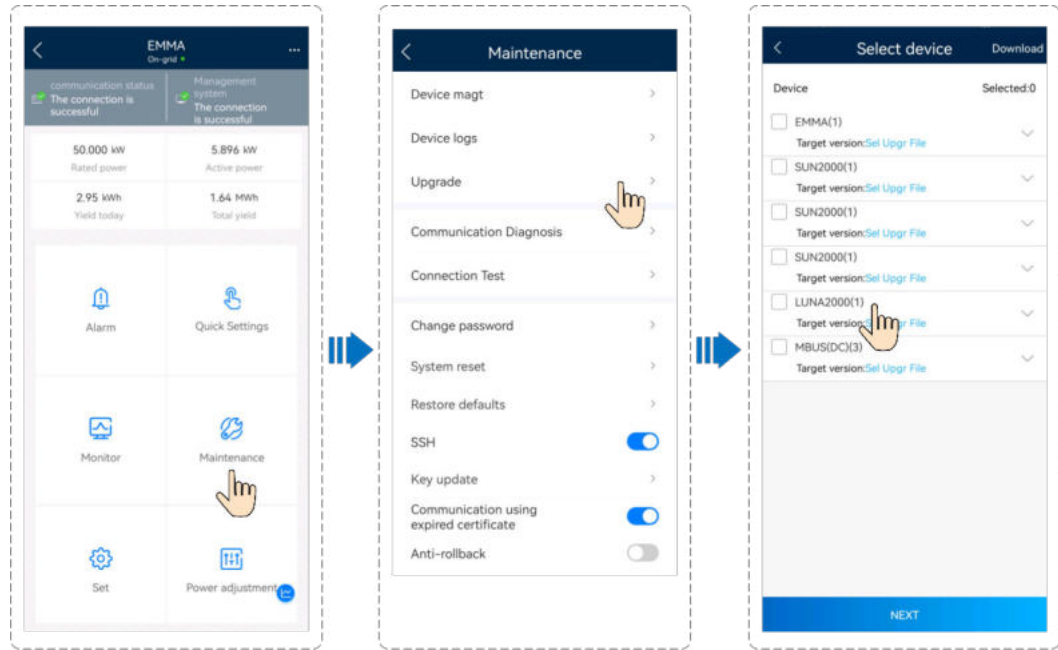 EMMA
On-grid
communication status
The connection is
successful
Management
system
The connection
is successful
50.000 kW
Rated power
5.896 kW
Active power
2.95 kWh
Yield today
1.64 MWh
Total yield
Alarm
Quick Settings
Monitor
Maintenance
Set
Power adjustment
Maintenance
Device magt
Device logs
Upgrade
Communication Diagnosis
Connection Test
Change password
System reset
Restore defaults
SSH
Key update
Communication using
expired certificate
Anti-rollback
Select device
Download
Device
Selected:0
EMMA(1)
Target version:Sel Upgr File
SUN2000(1)
Target version:Sel Upgr File
SUN2000(1)
Target version:Sel Upgr File
SUN2000(1)
Target version:Sel Upgr File
LUNA2000(1)
Target version File
MBUS(DC)(3)
Target version:Sel Upgr File
NEXT